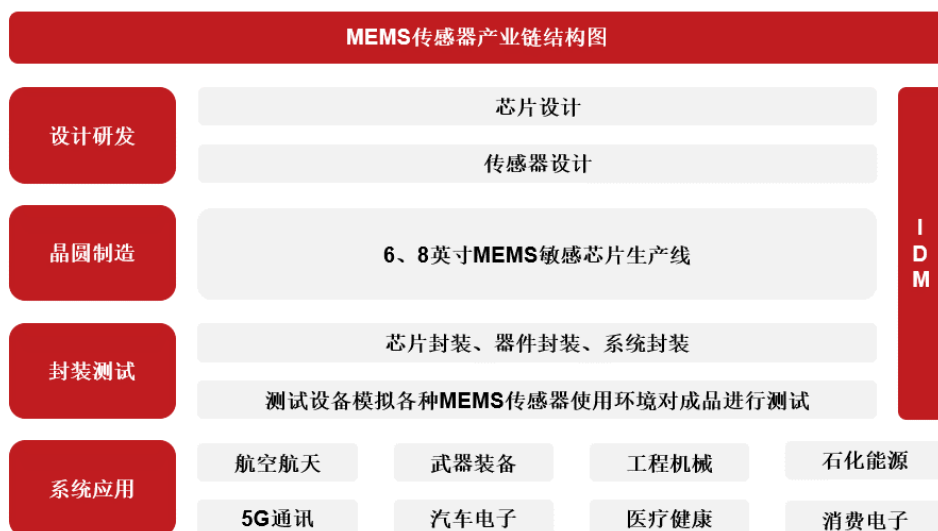 MEMS传感器产业链结构图
设计研发
芯片设计
传感器设计
晶圆制造
6、8英寸MEMS敏感芯片生产线
封装测试
芯片封装、器件封装、系统封装
测试设备模拟各种MEMS传感器使用环境对成品进行测试
I
D
M
系统应用
航空航天
武器装备
工程机械
石化能源
5G通讯
汽车电子
医疗健康
消费电子